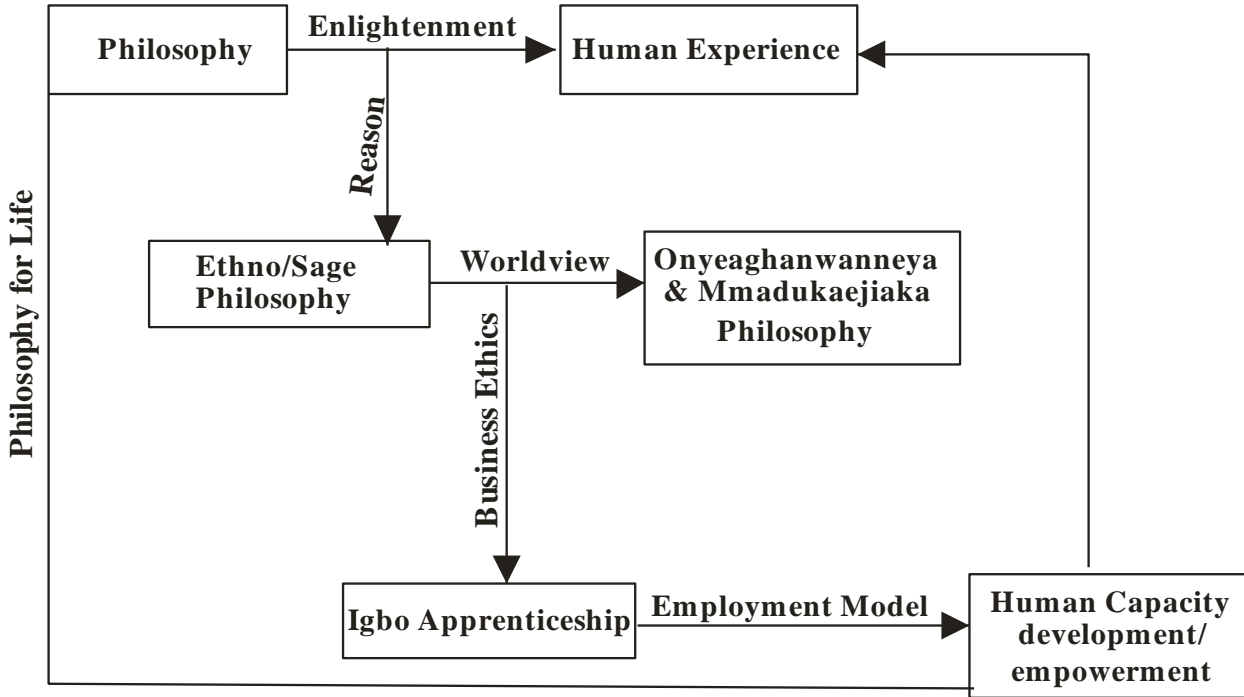 Philosophy
Enlightenment
Human Experience
Reason
Philosophy for Life
Ethno/Sage
Philosophy
Worldview
Onyeaghanwanneya
& Mmadukaejiaka
Philosophy
Business Ethics
Igbo Apprenticeship
Employment Model
Human Capacity
development/
empowerment